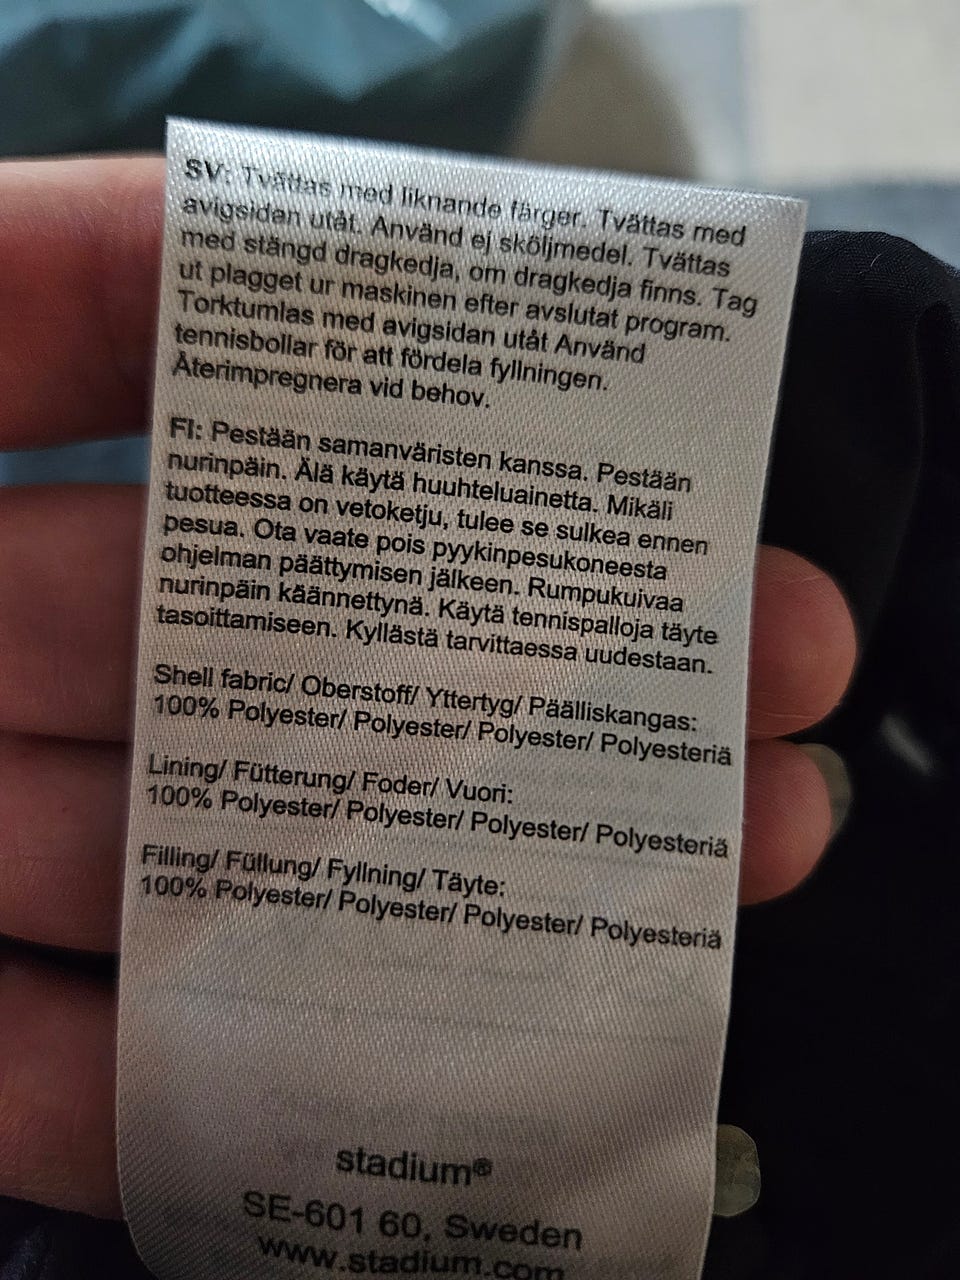 SV: Tvättas med liknande färger. Tvättas med
avigsidan utåt. Använd ej sköljmedel. Tvättas
med stängd dragkedja, om dragkedja finns. Tag
ut plagget ur maskinen efter avslutat program.
Torktumlas med avigsidan utåt Använd
tennisbollar för att fördela fyllningen.
Återimpregnera vid behov.
FI: Pestään samanväristen kanssa. Pestään
nurinpäin. Älä käytä huuhteluainetta. Mikäli
tuotteessa on vetoketju, tulee se sulkea ennen
pesua. Ota vaate pois pyykinpesukoneesta
ohjelman päättymisen jälkeen. Rumpukuivaa
nurinpäin käännettynä. Käytä tennispalloja täyte
tasoittamiseen. Kyllästä tarvittaessa uudestaan.
Shell fabric/ Oberstoff/ Yttertyg/ Päälliskangas:
100% Polyester/ Polyester/ Polyester/ Polyesteriä
Lining/ Fütterung/ Foder/ Vuori:
100% Polyester/ Polyester/ Polyester/ Polyesteriä
Filling/ Füllung/ Fyllning/ Täyte:
100% Polyester/ Polyester/ Polyester/ Polyesteriä
stadium®
SE-601 60, Sweden
www.stadium.com